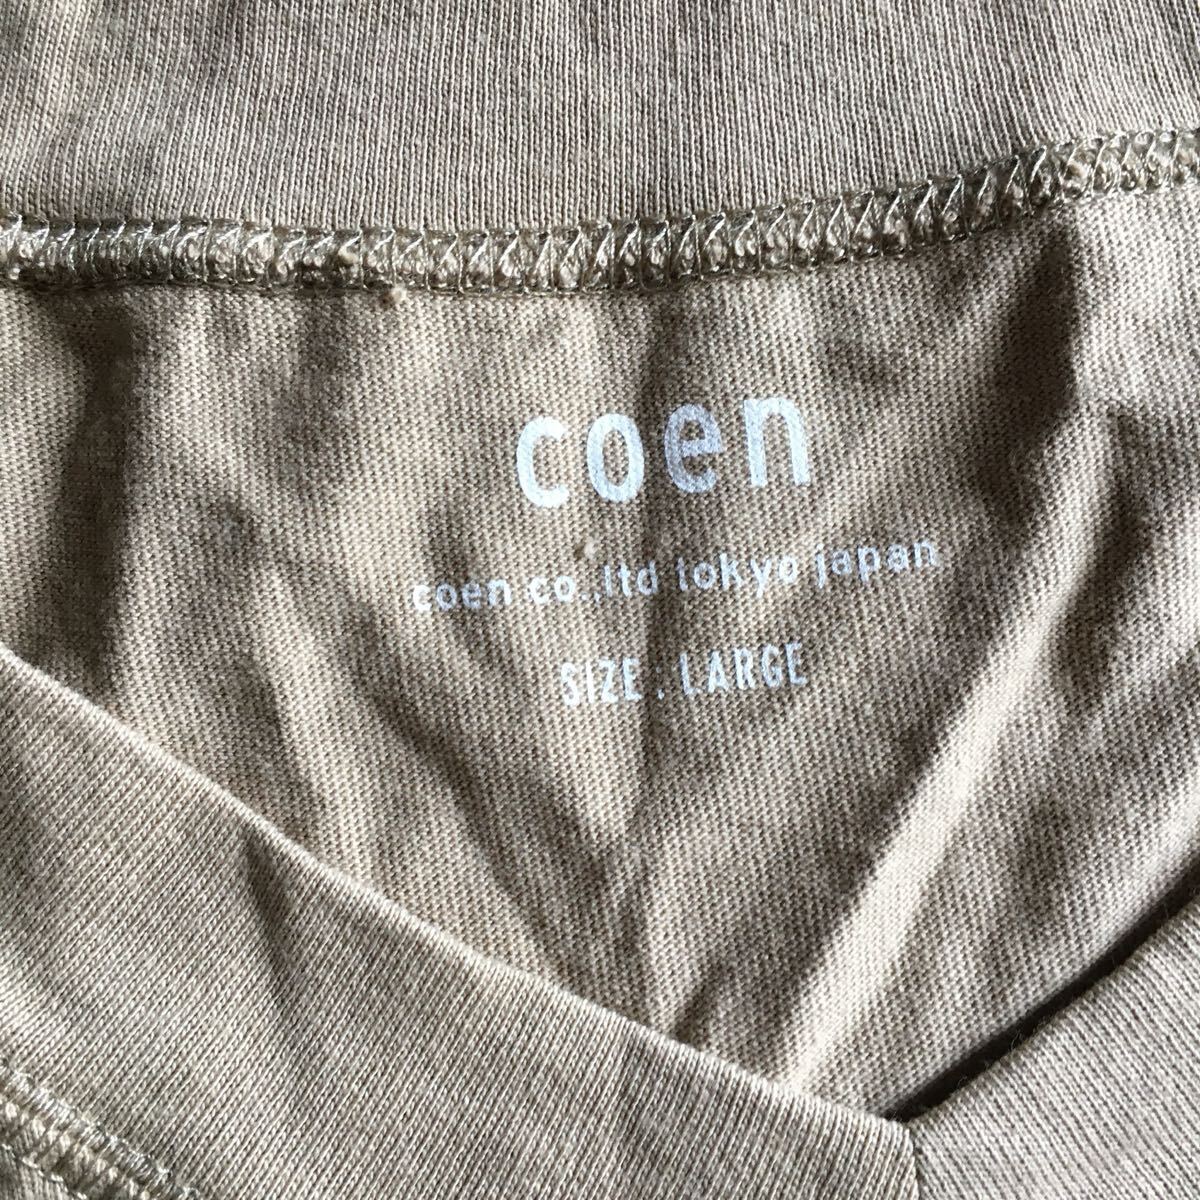 coen
coen co.,ltd tokyo japan
SIZE : LARGE